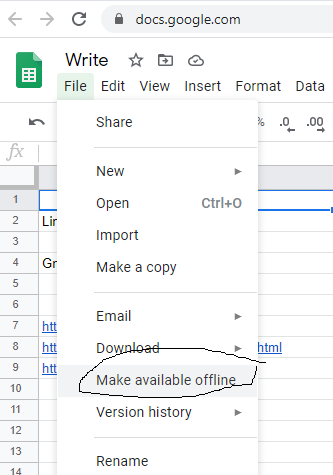 docs.google.com
Write
File Edit View Insert Format Data
% .0 .00
fx
Share
1
New
Open Ctrl+O
2 Lin
Import
3
4 Gr
Make a copy
5
6
Email
7 htt
8 htt Download html
9 htt
Make available offline
10
11
Version history
12
13
14
Rename